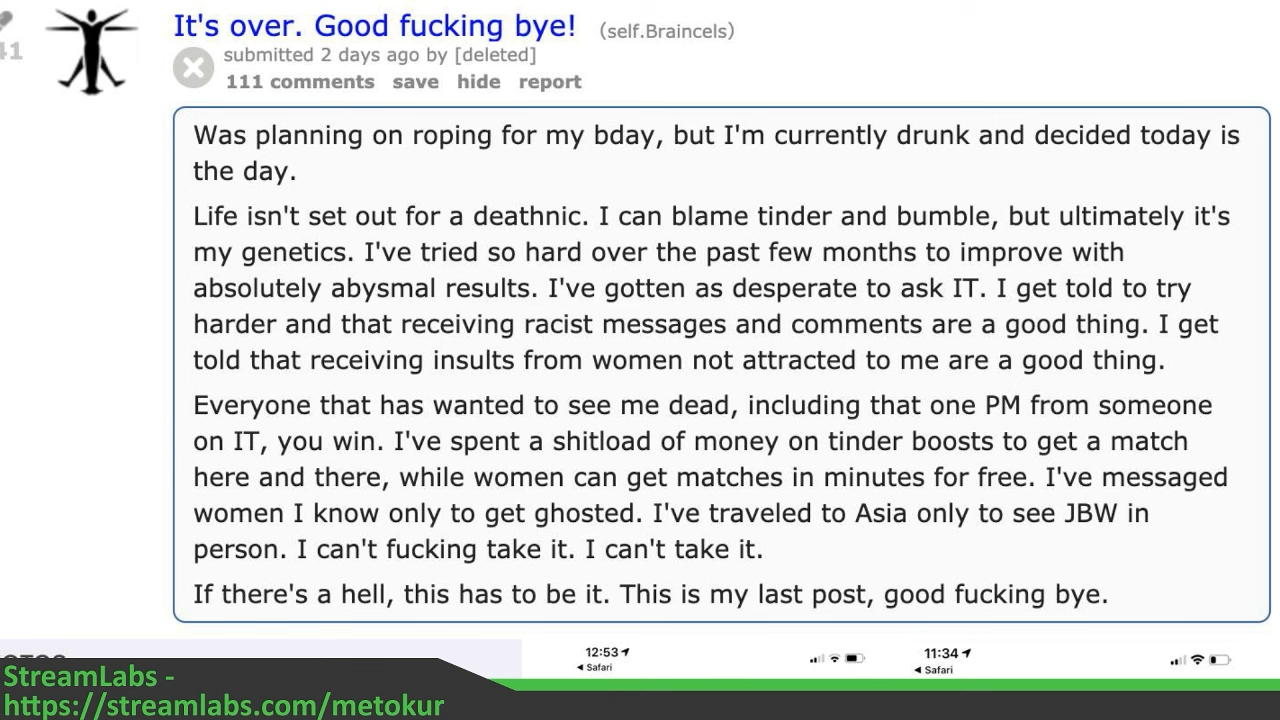 It's over. Good fucking bye! (self.Braincels)
41
submitted 2 days ago by [deleted]
111 comments save hide report
Was planning on roping for my bday, but I'm currently drunk and decided today is
the day.
Life isn't set out for a deathnic. I can blame tinder and bumble, but ultimately it's
my genetics. I've tried so hard over the past few months to improve with
absolutely abysmal results. I've gotten as desperate to ask IT. I get told to try
harder and that receiving racist messages and comments are a good thing. I get
told that receiving insults from women not attracted to me are a good thing.
Everyone that has wanted to see me dead, including that one PM from someone
on IT, you win. I've spent a shitload of money on tinder boosts to get a match
here and there, while women can get matches in minutes for free. I've messaged
women I know only to get ghosted. I've traveled to Asia only to see JBW in
person. I can't fucking take it. I can't take it.
If there's a hell, this has to be it. This is my last post, good fucking bye.
12:53
Safari
11:34
Safari
StreamLabs -
https://streamlabs.com/metokur